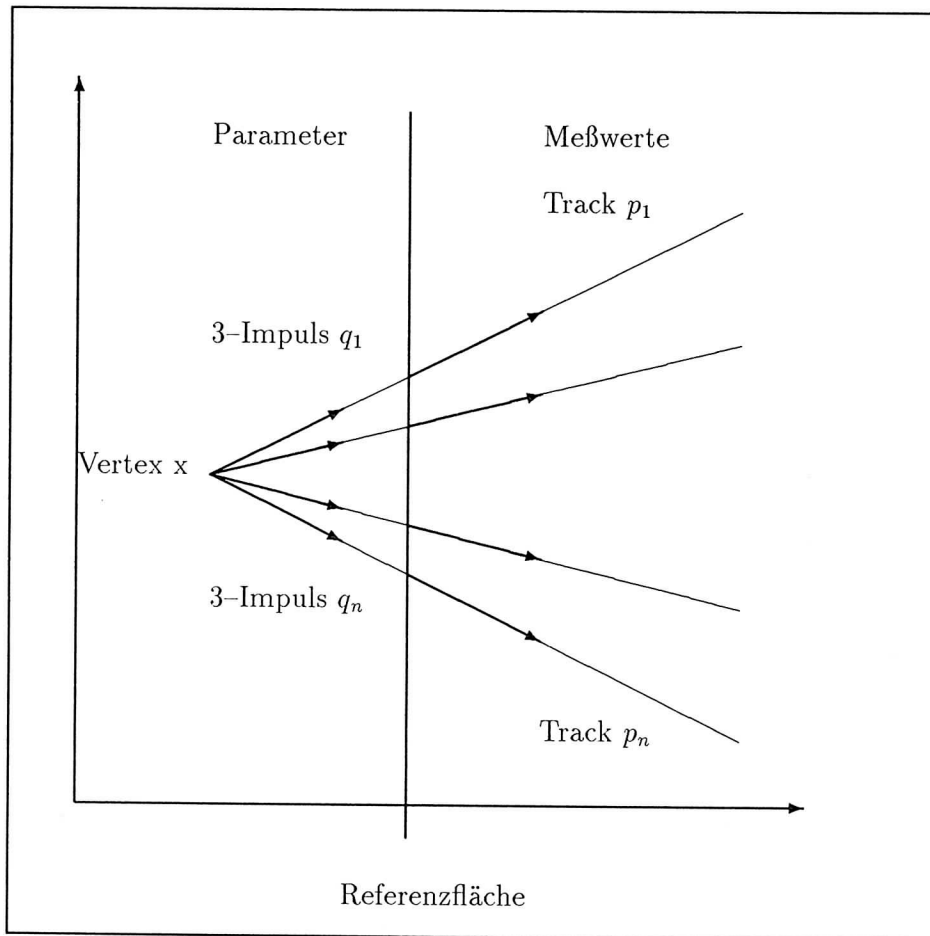 Parameter
Meßwerte
Track p₁
3–Impuls q₁
Vertex x
3–Impuls qₙ
Track pₙ
Referenzfläche